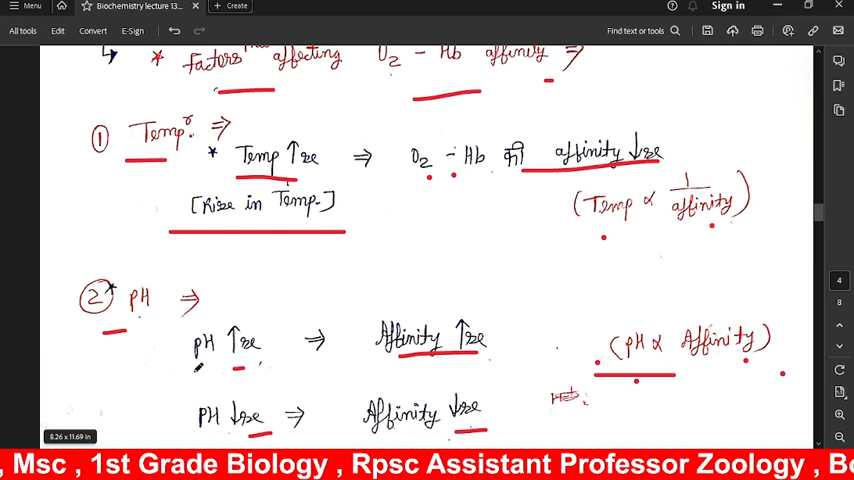 Menu
Biochemistry lecture 13...
+ Create
Sign in
All tools Edit Convert E-Sign
Find text or tools
* Factors that affecting O2 - Hb affinity ⇒
① Tempr. ⇒
* Temp ↑se ⇒ O2 - Hb की affinity ↓se
[Rise in Temp.]
(Temp ∝ 1/affinity)
②* pH ⇒
pH ↑se ⇒ Affinity ↑se
(pH ∝ Affinity)
PH ↓se ⇒ Affinity ↓se
4
8
8.26 x 11.69 in
, Msc , 1st Grade Biology , Rpsc Assistant Professor Zoology , Bo